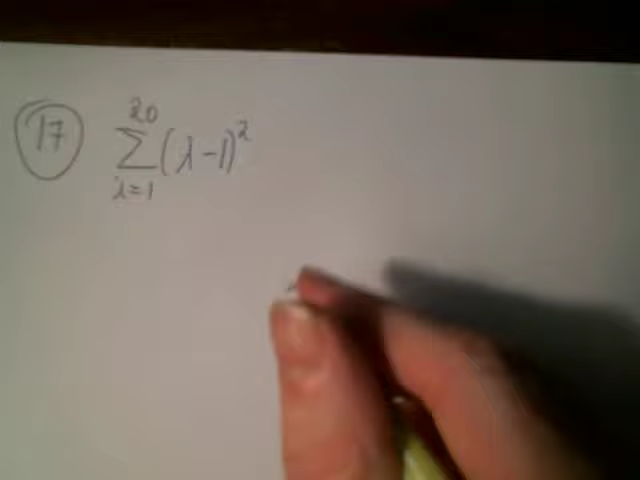 17 20
∑ (i-1)²
i=1